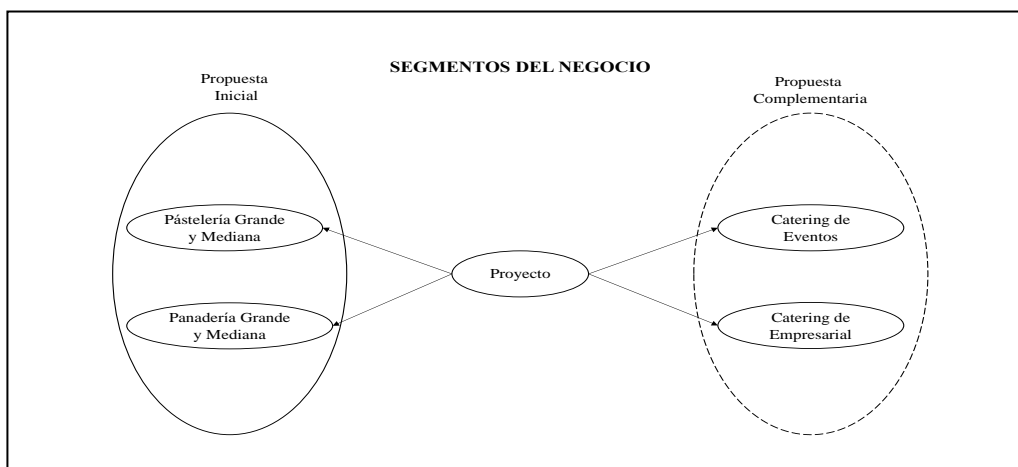 SEGMENTOS DEL NEGOCIO
Propuesta
Inicial
Pástelería Grande
y Mediana
Panadería Grande
y Mediana
Proyecto
Propuesta
Complementaria
Catering de
Eventos
Catering de
Empresarial